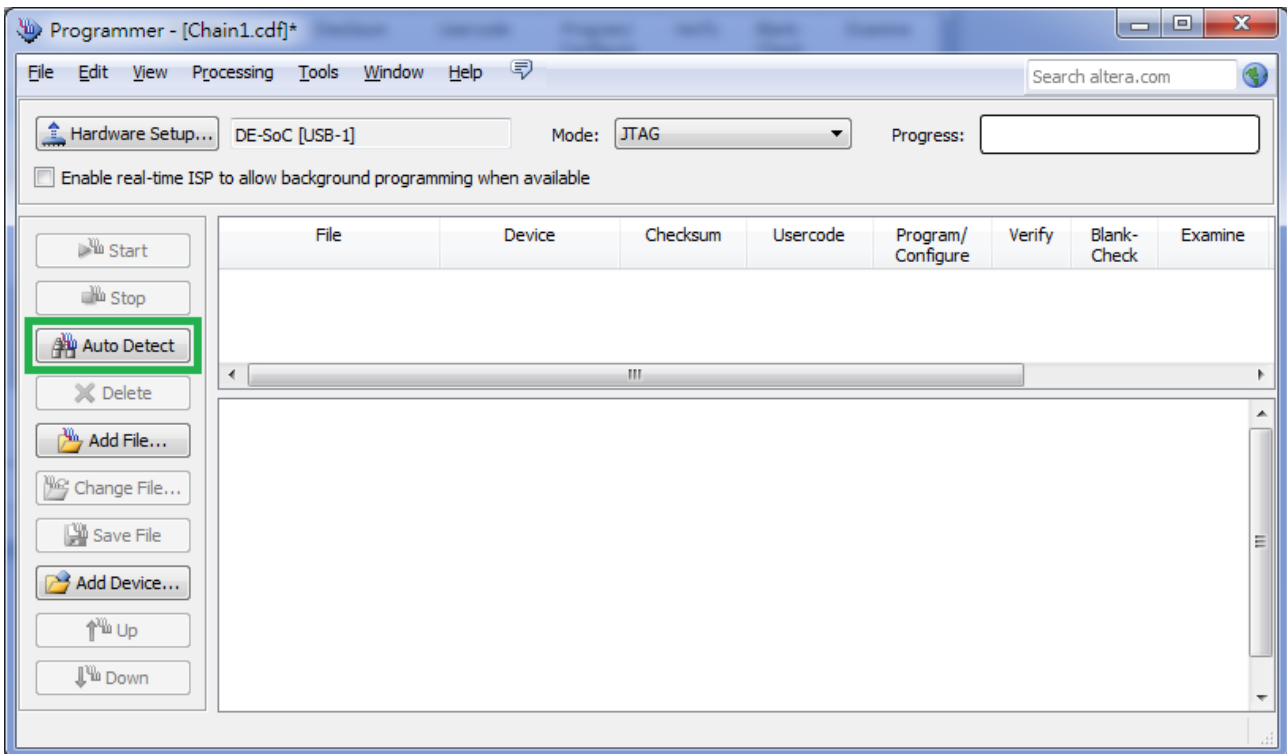 Programmer - [Chain1.cdf]*
File Edit View Processing Tools Window Help
Search altera.com
Hardware Setup... DE-SoC [USB-1] Mode: JTAG Progress:
Enable real-time ISP to allow background programming when available
File Device Checksum Usercode Program/ Verify Blank- Examine
Configure Check
Start
Stop
Auto Detect
Delete
Add File...
Change File...
Save File
Add Device...
Up
Down